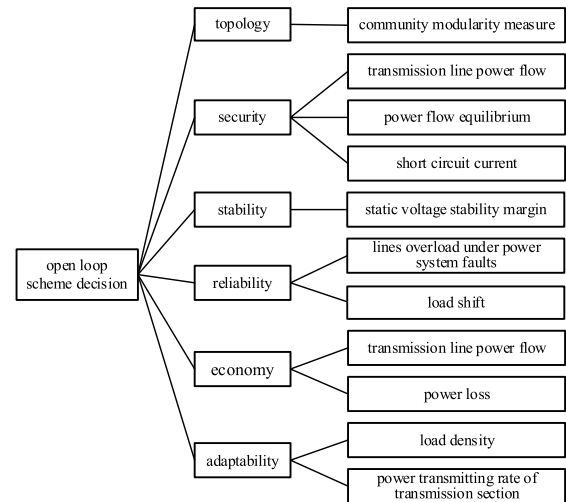 topology
community modularity measure
transmission line power flow
security
power flow equilibrium
short circuit current
stability
static voltage stability margin
open loop
scheme decision
reliability
lines overload under power
system faults
load shift
economy
transmission line power flow
power loss
adaptability
load density
power transmitting rate of
transmission section